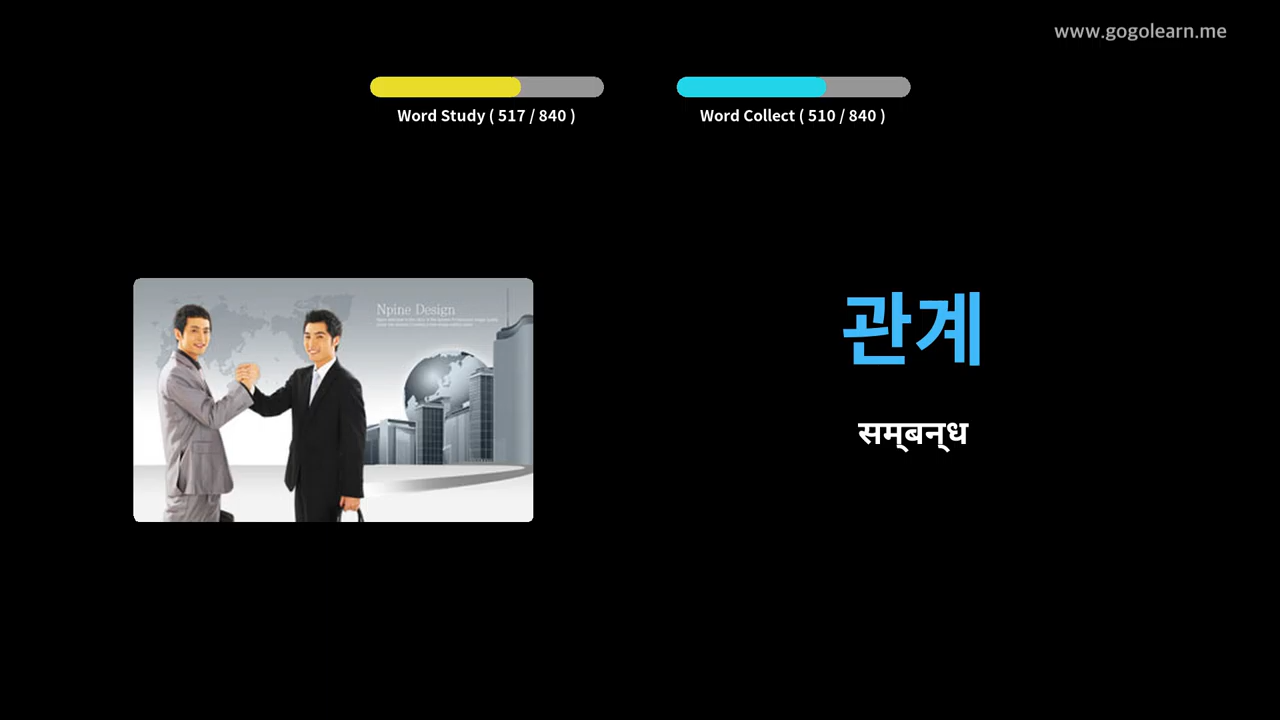 www.gogolearn.me
Word Study ( 517 / 840 )
Word Collect ( 510 / 840 )
Npine Design
관계
सम्बन्ध